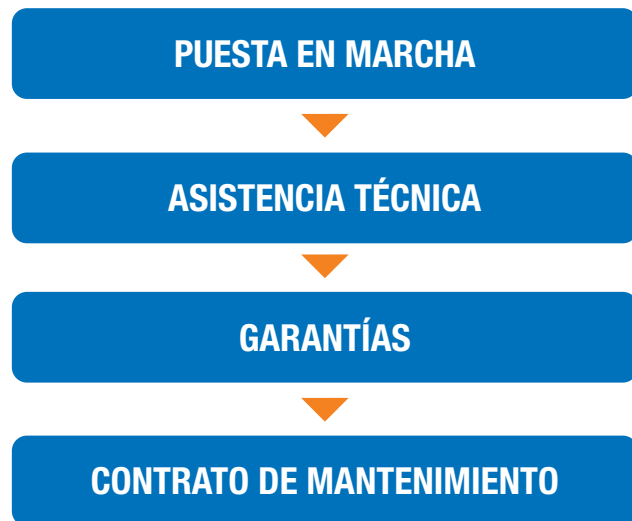 PUESTA EN MARCHA
ASISTENCIA TÉCNICA
GARANTÍAS
CONTRATO DE MANTENIMIENTO